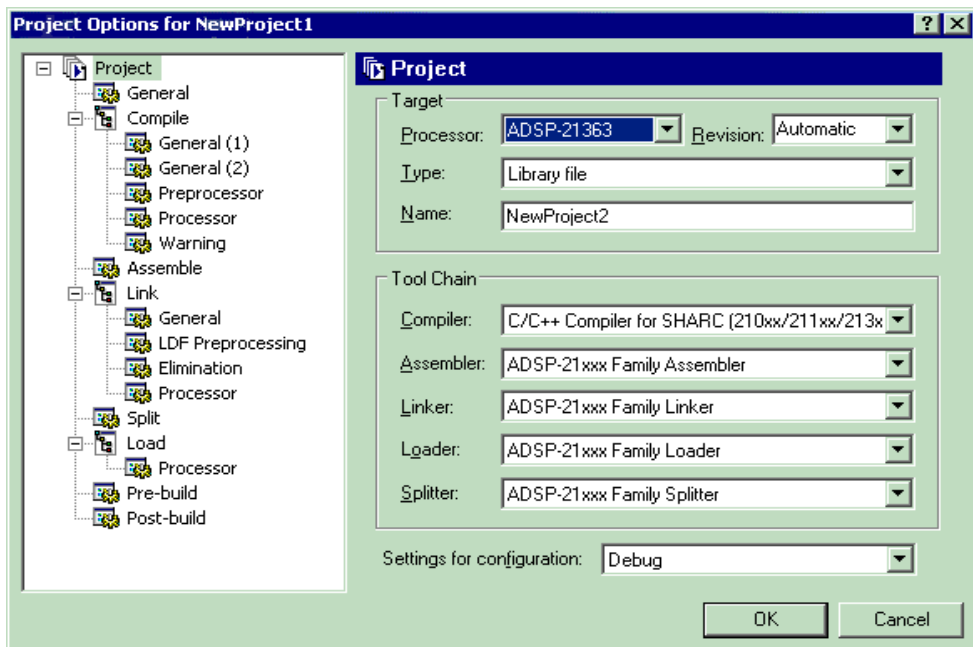 Project Options for NewProject1
Project
General
Compile
General (1)
General (2)
Preprocessor
Processor
Warning
Assemble
Link
General
LDF Preprocessing
Elimination
Processor
Split
Load
Processor
Pre-build
Post-build
Project
Target
Processor: ADSP-21363 Revision: Automatic
Type: Library file
Name: NewProject2
Tool Chain
Compiler: C/C++ Compiler for SHARC (210xx/211xx/213x
Assembler: ADSP-21xxx Family Assembler
Linker: ADSP-21xxx Family Linker
Loader: ADSP-21xxx Family Loader
Splitter: ADSP-21xxx Family Splitter
Settings for configuration: Debug
OK Cancel